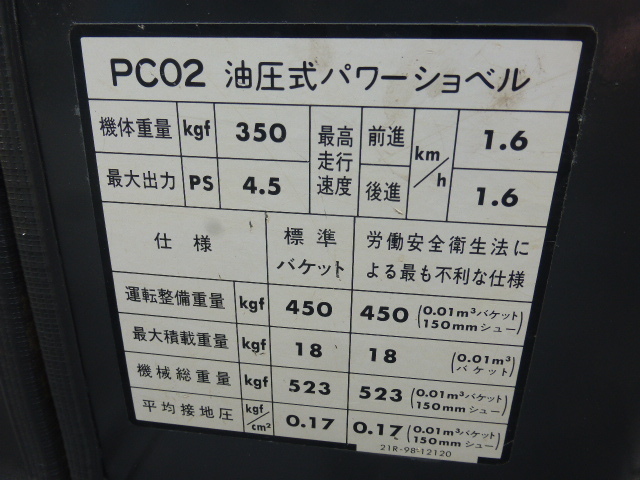 PC02 油圧式パワーショベル
機体重量 kgf 350 最高走行速度 前進 km/h 1.6
最大出力 PS 4.5 後進 1.6
仕様 標準バケット 労働安全衛生法による最も不利な仕様
運転整備重量 kgf 450 450 (0.01m³バケット 150mmシュー)
最大積載重量 kgf 18 18 (0.01m³バケット)
機械総重量 kgf 523 523 (0.01m³バケット 150mmシュー)
平均接地圧 kgf/cm² 0.17 0.17 (0.01m³バケット 150mmシュー)
21R-98-12120